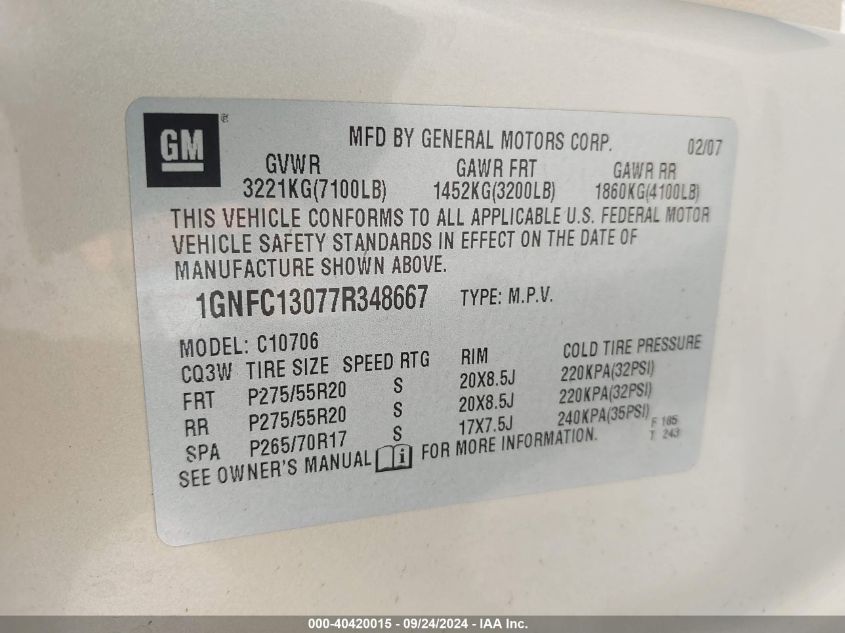 GM ®
MFD BY GENERAL MOTORS CORP. 02/07
GVWR GAWR FRT GAWR RR
3221KG(7100LB) 1452KG(3200LB) 1860KG(4100LB)
THIS VEHICLE CONFORMS TO ALL APPLICABLE U.S. FEDERAL MOTOR
VEHICLE SAFETY STANDARDS IN EFFECT ON THE DATE OF
MANUFACTURE SHOWN ABOVE.
1GNFC13077R348667 TYPE: M.P.V.
MODEL: C10706
CQ3W TIRE SIZE SPEED RTG RIM COLD TIRE PRESSURE
FRT P275/55R20 S 20X8.5J 220KPA(32PSI)
RR P275/55R20 S 20X8.5J 220KPA(32PSI)
SPA P265/70R17 S 17X7.5J 240KPA(35PSI)
F 185
T 243
SEE OWNER'S MANUAL i FOR MORE INFORMATION.
000-40420015 - 09/24/2024 - IAA Inc.